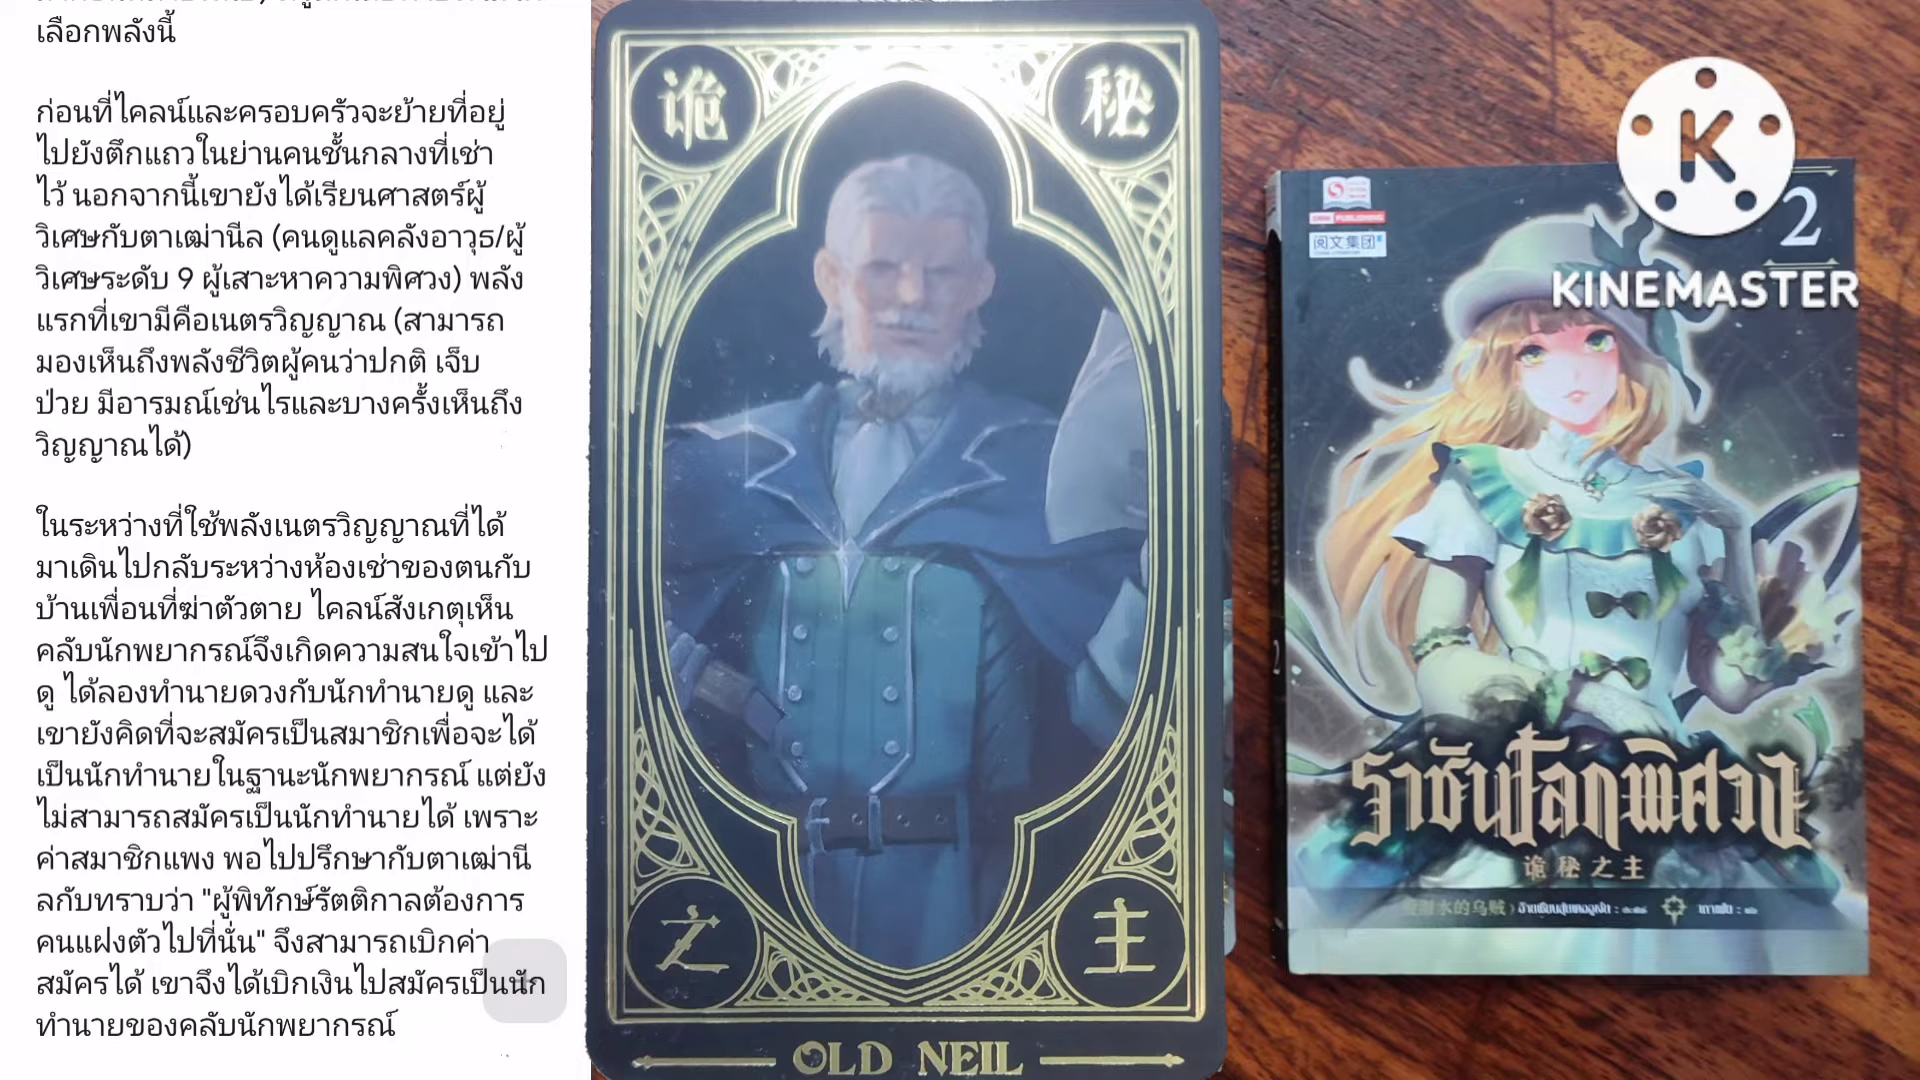 เลือกพลังนี้
ก่อนที่ไคลน์และครอบครัวจะย้ายที่อยู่
ไปยังตึกแถวในย่านคนชั้นกลางที่เช่า
ไว้ นอกจากนี้เขายังได้เรียนศาสตร์ผู้
วิเศษกับตาเฒ่านีล (คนดูแลคลังอาวุธ/ผู้
วิเศษระดับ 9 ผู้เสาะหาความพิศวง) พลัง
แรกที่เขามีคือเนตรวิญญาณ (สามารถ
มองเห็นถึงพลังชีวิตผู้คนว่าปกติ เจ็บ
ป่วย มีอารมณ์เช่นไรและบางครั้งเห็นถึง
วิญญาณได้)
ในระหว่างที่ใช้พลังเนตรวิญญาณที่ได้
มาเดินไปกลับระหว่างห้องเช่าของตนกับ
บ้านเพื่อนที่ฆ่าตัวตาย ไคลน์สังเกตุเห็น
คลับนักพยากรณ์จึงเกิดความสนใจเข้าไป
ดู ได้ลองทำนายดวงกับนักทำนายดู และ
เขายังคิดที่จะสมัครเป็นสมาชิกเพื่อจะได้
เป็นนักทำนายในฐานะนักพยากรณ์ แต่ยัง
ไม่สามารถสมัครเป็นนักทำนายได้ เพราะ
ค่าสมาชิกแพง พอไปปรึกษากับตาเฒ่านี
ลกับทราบว่า "ผู้พิทักษ์รัตติกาลต้องการ
คนแฝงตัวไปที่นั่น" จึงสามารถเบิกค่า
สมัครได้ เขาจึงได้เบิกเงินไปสมัครเป็นนัก
ทำนายของคลับนักพยากรณ์
诡 秘
之 主
OLD NEIL
K
KINEMASTER
2
PUBLISHING
阅文集团
ราชันโลกพิศวง
诡秘之主
2